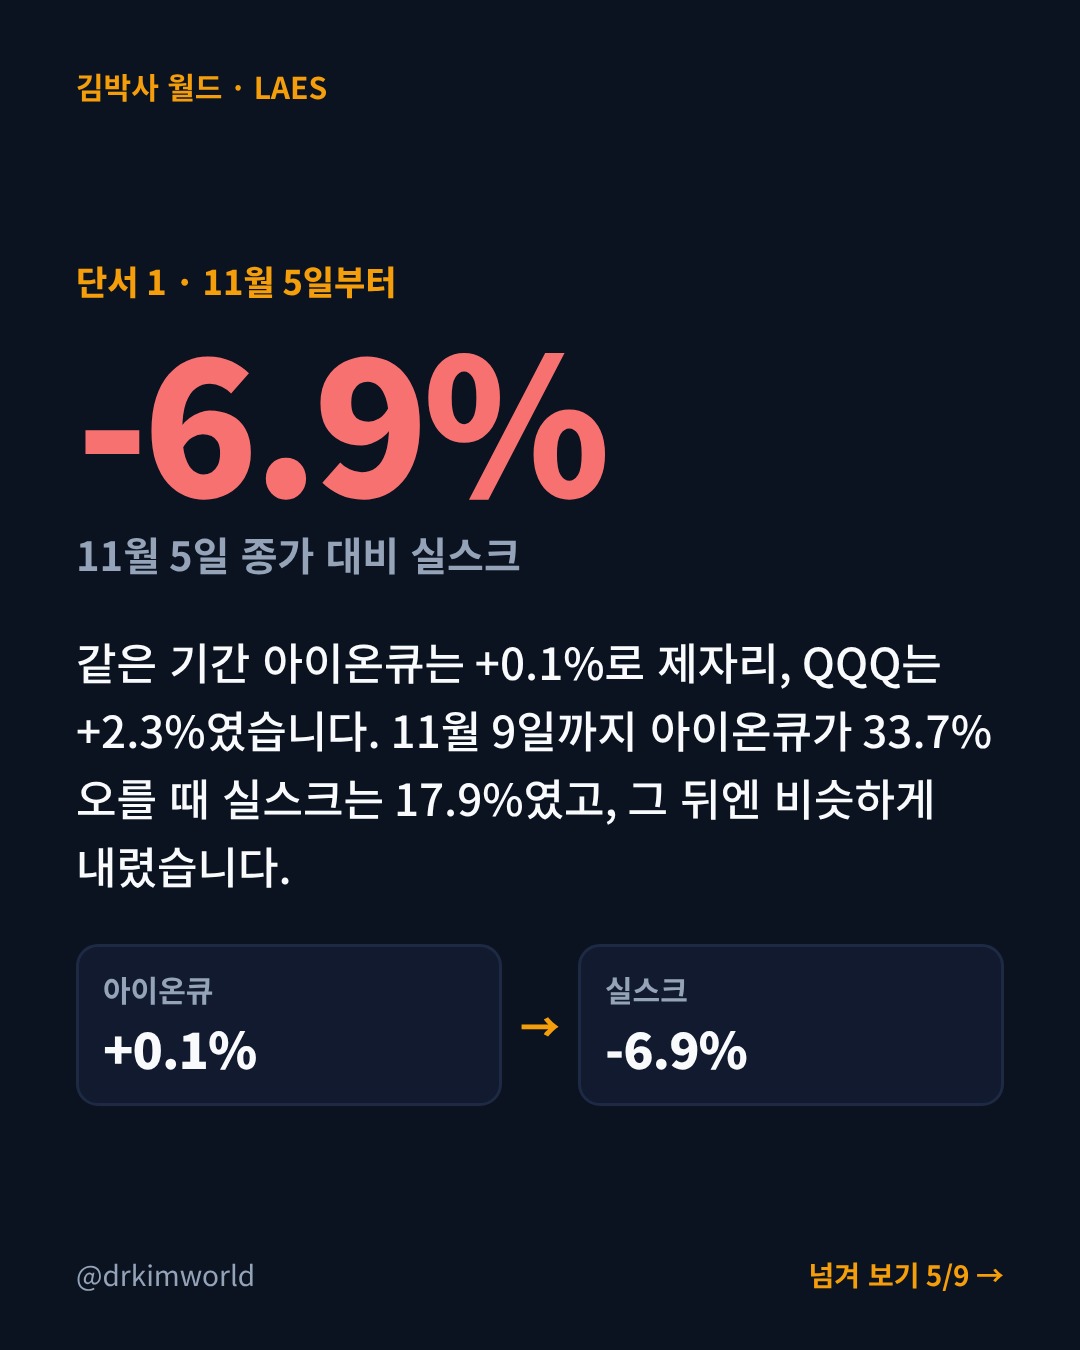 김박사 월드 · LAES
단서 1 · 11월 5일부터
-6.9%
11월 5일 종가 대비 실스크
같은 기간 아이온큐는 +0.1%로 제자리, QQQ는
+2.3%였습니다. 11월 9일까지 아이온큐가 33.7%
오를 때 실스크는 17.9%였고, 그 뒤엔 비슷하게
내렸습니다.
아이온큐
+0.1%
→
실스크
-6.9%
@drkimworld
넘겨 보기 5/9 →